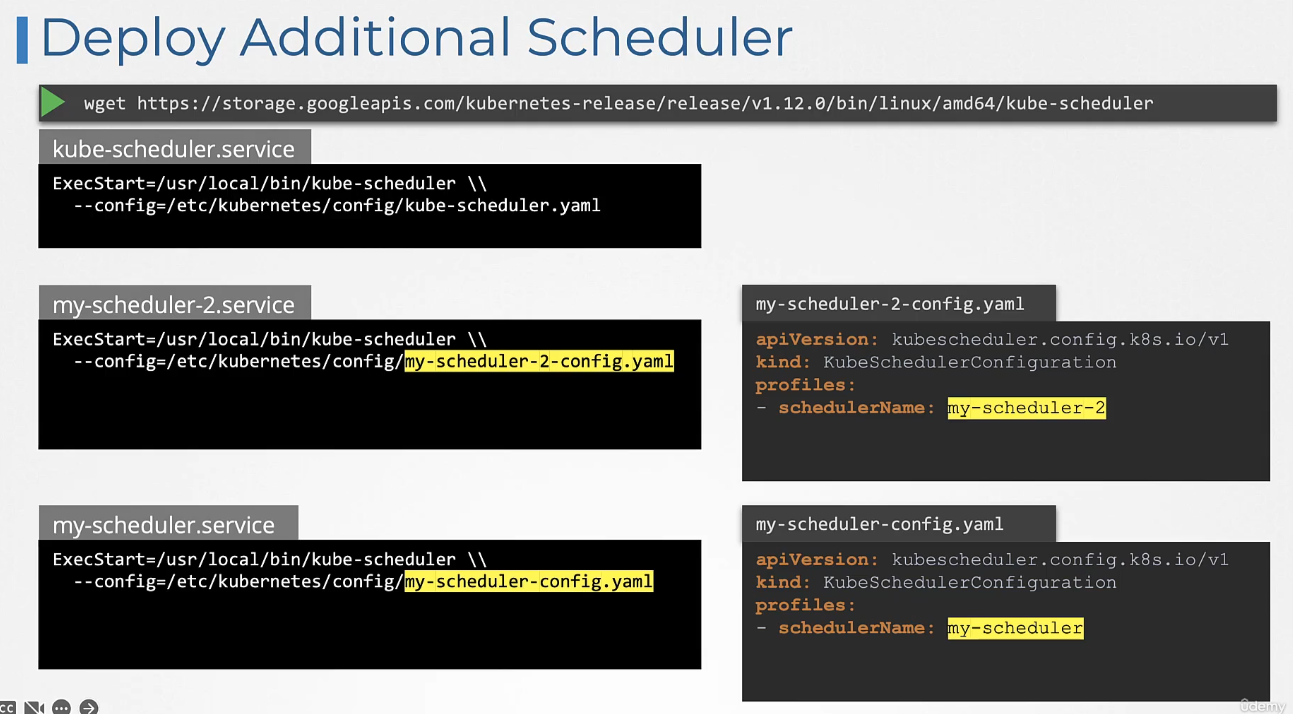 Deploy Additional Scheduler
wget https://storage.googleapis.com/kubernetes-release/release/v1.12.0/bin/linux/amd64/kube-scheduler
kube-scheduler.service
ExecStart=/usr/local/bin/kube-scheduler \\
--config=/etc/kubernetes/config/kube-scheduler.yaml
my-scheduler-2.service
ExecStart=/usr/local/bin/kube-scheduler \\
--config=/etc/kubernetes/config/my-scheduler-2-config.yaml
my-scheduler-2-config.yaml
apiVersion: kubescheduler.config.k8s.io/v1
kind: KubeSchedulerConfiguration
profiles:
- schedulerName: my-scheduler-2
my-scheduler.service
ExecStart=/usr/local/bin/kube-scheduler \\
--config=/etc/kubernetes/config/my-scheduler-config.yaml
my-scheduler-config.yaml
apiVersion: kubescheduler.config.k8s.io/v1
kind: KubeSchedulerConfiguration
profiles:
- schedulerName: my-scheduler
CC
ûdemy